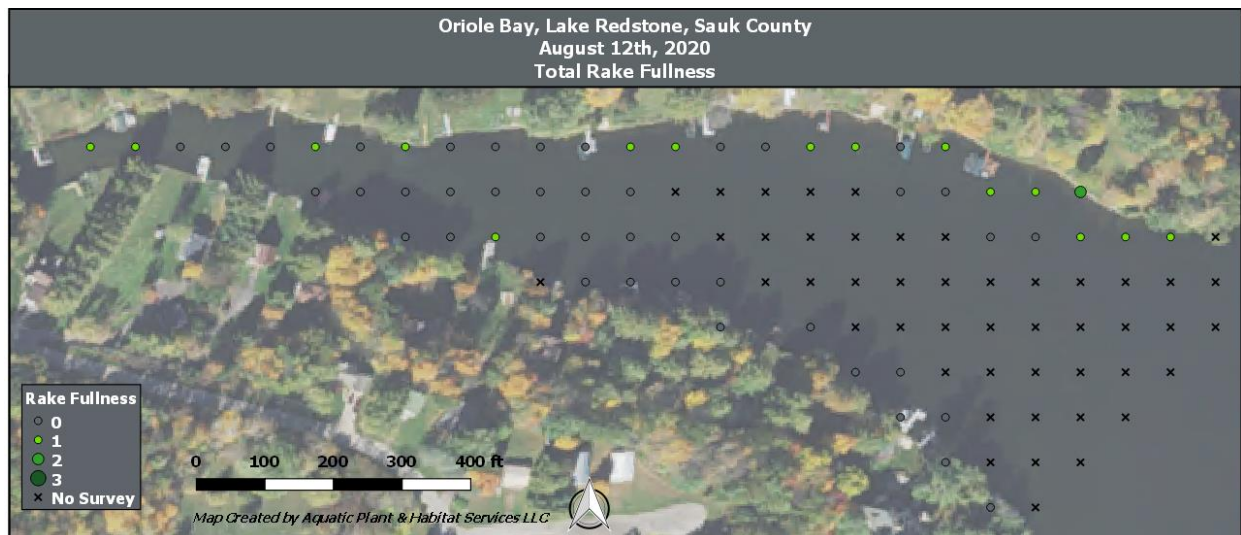 Oriole Bay, Lake Redstone, Sauk County
August 12th, 2020
Total Rake Fullness
Rake Fullness
0
1
2
3
No Survey
0 100 200 300 400 ft
Map Created by Aquatic Plant & Habitat Services LLC